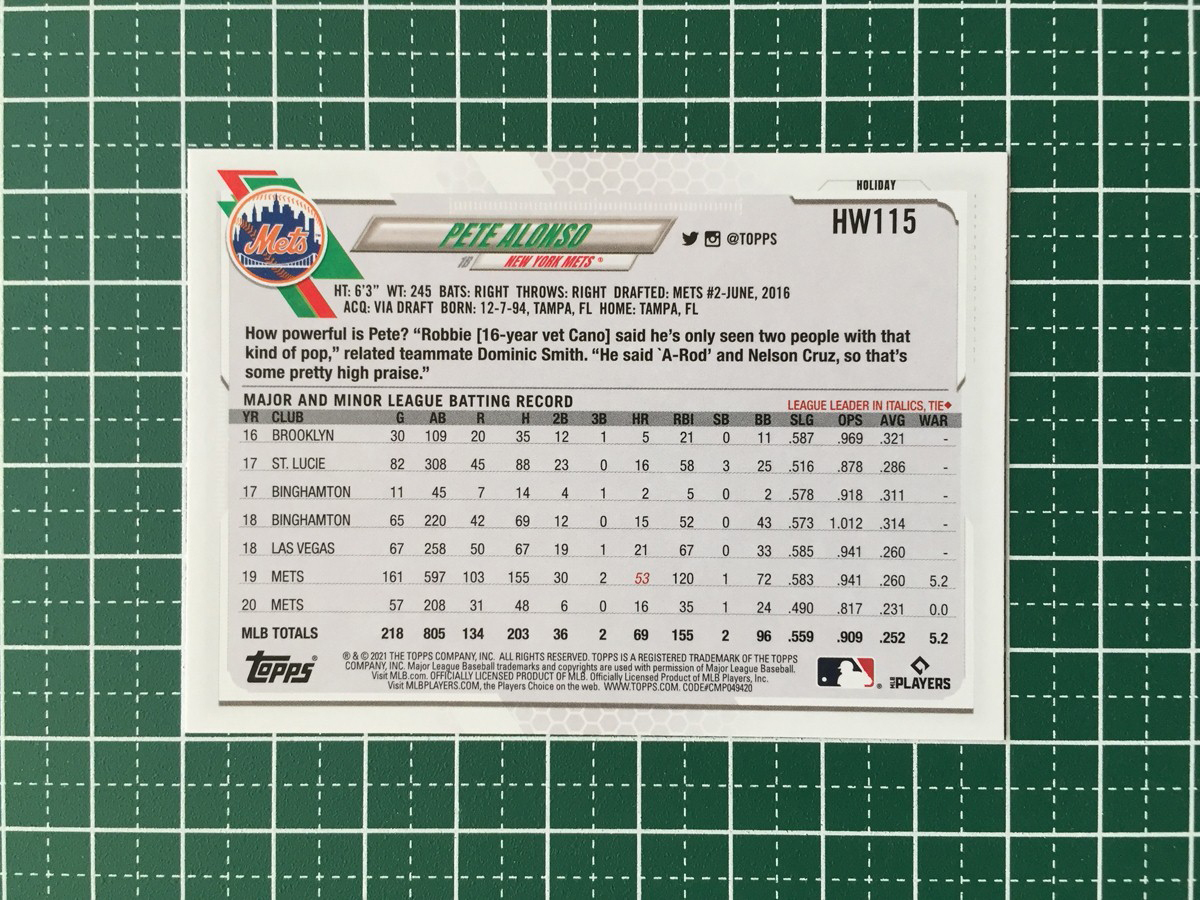 HOLIDAY
HW115
Mets
PETE ALONSO
@TOPPS
1B NEW YORK METS ®
HT: 6'3" WT: 245 BATS: RIGHT THROWS: RIGHT DRAFTED: METS #2-JUNE, 2016
ACQ: VIA DRAFT BORN: 12-7-94, TAMPA, FL HOME: TAMPA, FL
How powerful is Pete? “Robbie [16-year vet Cano] said he's only seen two people with that
kind of pop,” related teammate Dominic Smith. “He said `A-Rod' and Nelson Cruz, so that's
some pretty high praise.”
MAJOR AND MINOR LEAGUE BATTING RECORD LEAGUE LEADER IN ITALICS, TIE◆
YR CLUB G AB R H 2B 3B HR RBI SB BB SLG OPS AVG WAR
16 BROOKLYN 30 109 20 35 12 1 5 21 0 11 .587 .969 .321 -
17 ST. LUCIE 82 308 45 88 23 0 16 58 3 25 .516 .878 .286 -
17 BINGHAMTON 11 45 7 14 4 1 2 5 0 2 .578 .918 .311 -
18 BINGHAMTON 65 220 42 69 12 0 15 52 0 43 .573 1.012 .314 -
18 LAS VEGAS 67 258 50 67 19 1 21 67 0 33 .585 .941 .260 -
19 METS 161 597 103 155 30 2 53 120 1 72 .583 .941 .260 5.2
20 METS 57 208 31 48 6 0 16 35 1 24 .490 .817 .231 0.0
MLB TOTALS 218 805 134 203 36 2 69 155 2 96 .559 .909 .252 5.2
TOPPS®
® & © 2021 THE TOPPS COMPANY, INC. ALL RIGHTS RESERVED. TOPPS IS A REGISTERED TRADEMARK OF THE TOPPS
COMPANY, INC. Major League Baseball trademarks and copyrights are used with permission of Major League Baseball.
Visit MLB.com. OFFICIALLY LICENSED PRODUCT OF MLB. Officially Licensed Product of MLB Players, Inc.
Visit MLBPLAYERS.COM, the Players Choice on the web. WWW.TOPPS.COM. CODE#CMP049420
MLB PLAYERS